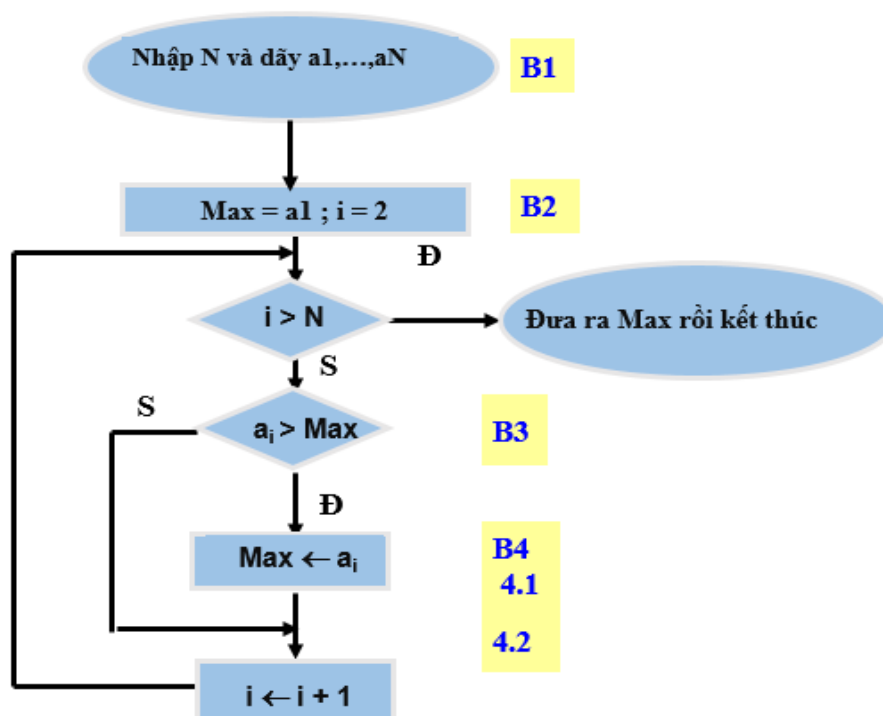 Nhập N và dãy a1,…,aN
B1
Max = a1 ; i = 2
B2
Đ
i > N
Đưa ra Max rồi kết thúc
S
S
aᵢ > Max
B3
Đ
Max ← aᵢ
B4
4.1
4.2
i ← i + 1